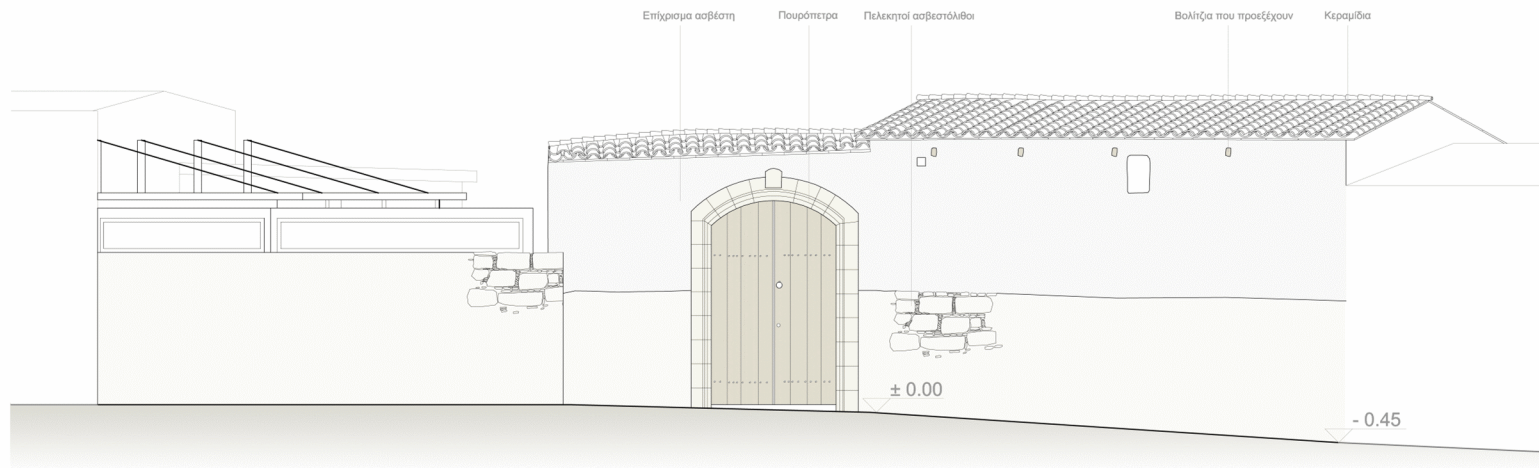 Επίχρισμα ασβέστη
Πουρόπετρα
Πελεκητοί ασβεστόλιθοι
Βολίτζια που προεξέχουν
Κεραμίδια
± 0.00
- 0.45